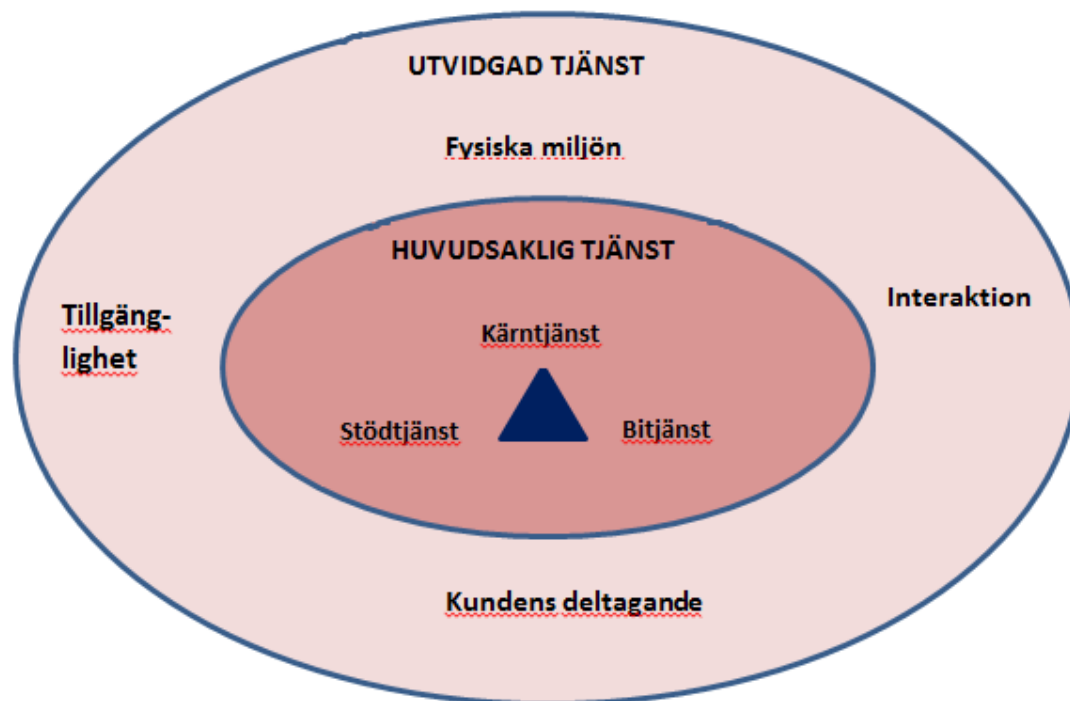 UTVIDGAD TJÄNST
Fysiska miljön
HUVUDSAKLIG TJÄNST
Tillgäng-
lighet
Interaktion
Kärntjänst
Stödtjänst
Bitjänst
Kundens deltagande